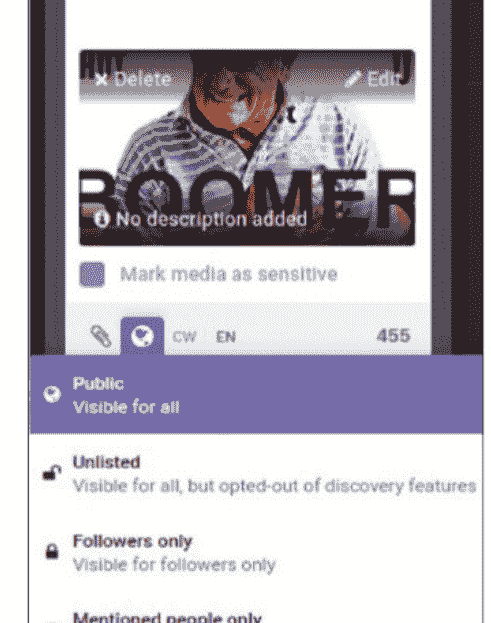 Delete
Edit
t
BOOMER
No description added
Mark media as sensitive
CW EN 455
Public
Visible for all
Unlisted
Visible for all, but opted-out of discovery features
Followers only
Visible for followers only
Mentioned people only